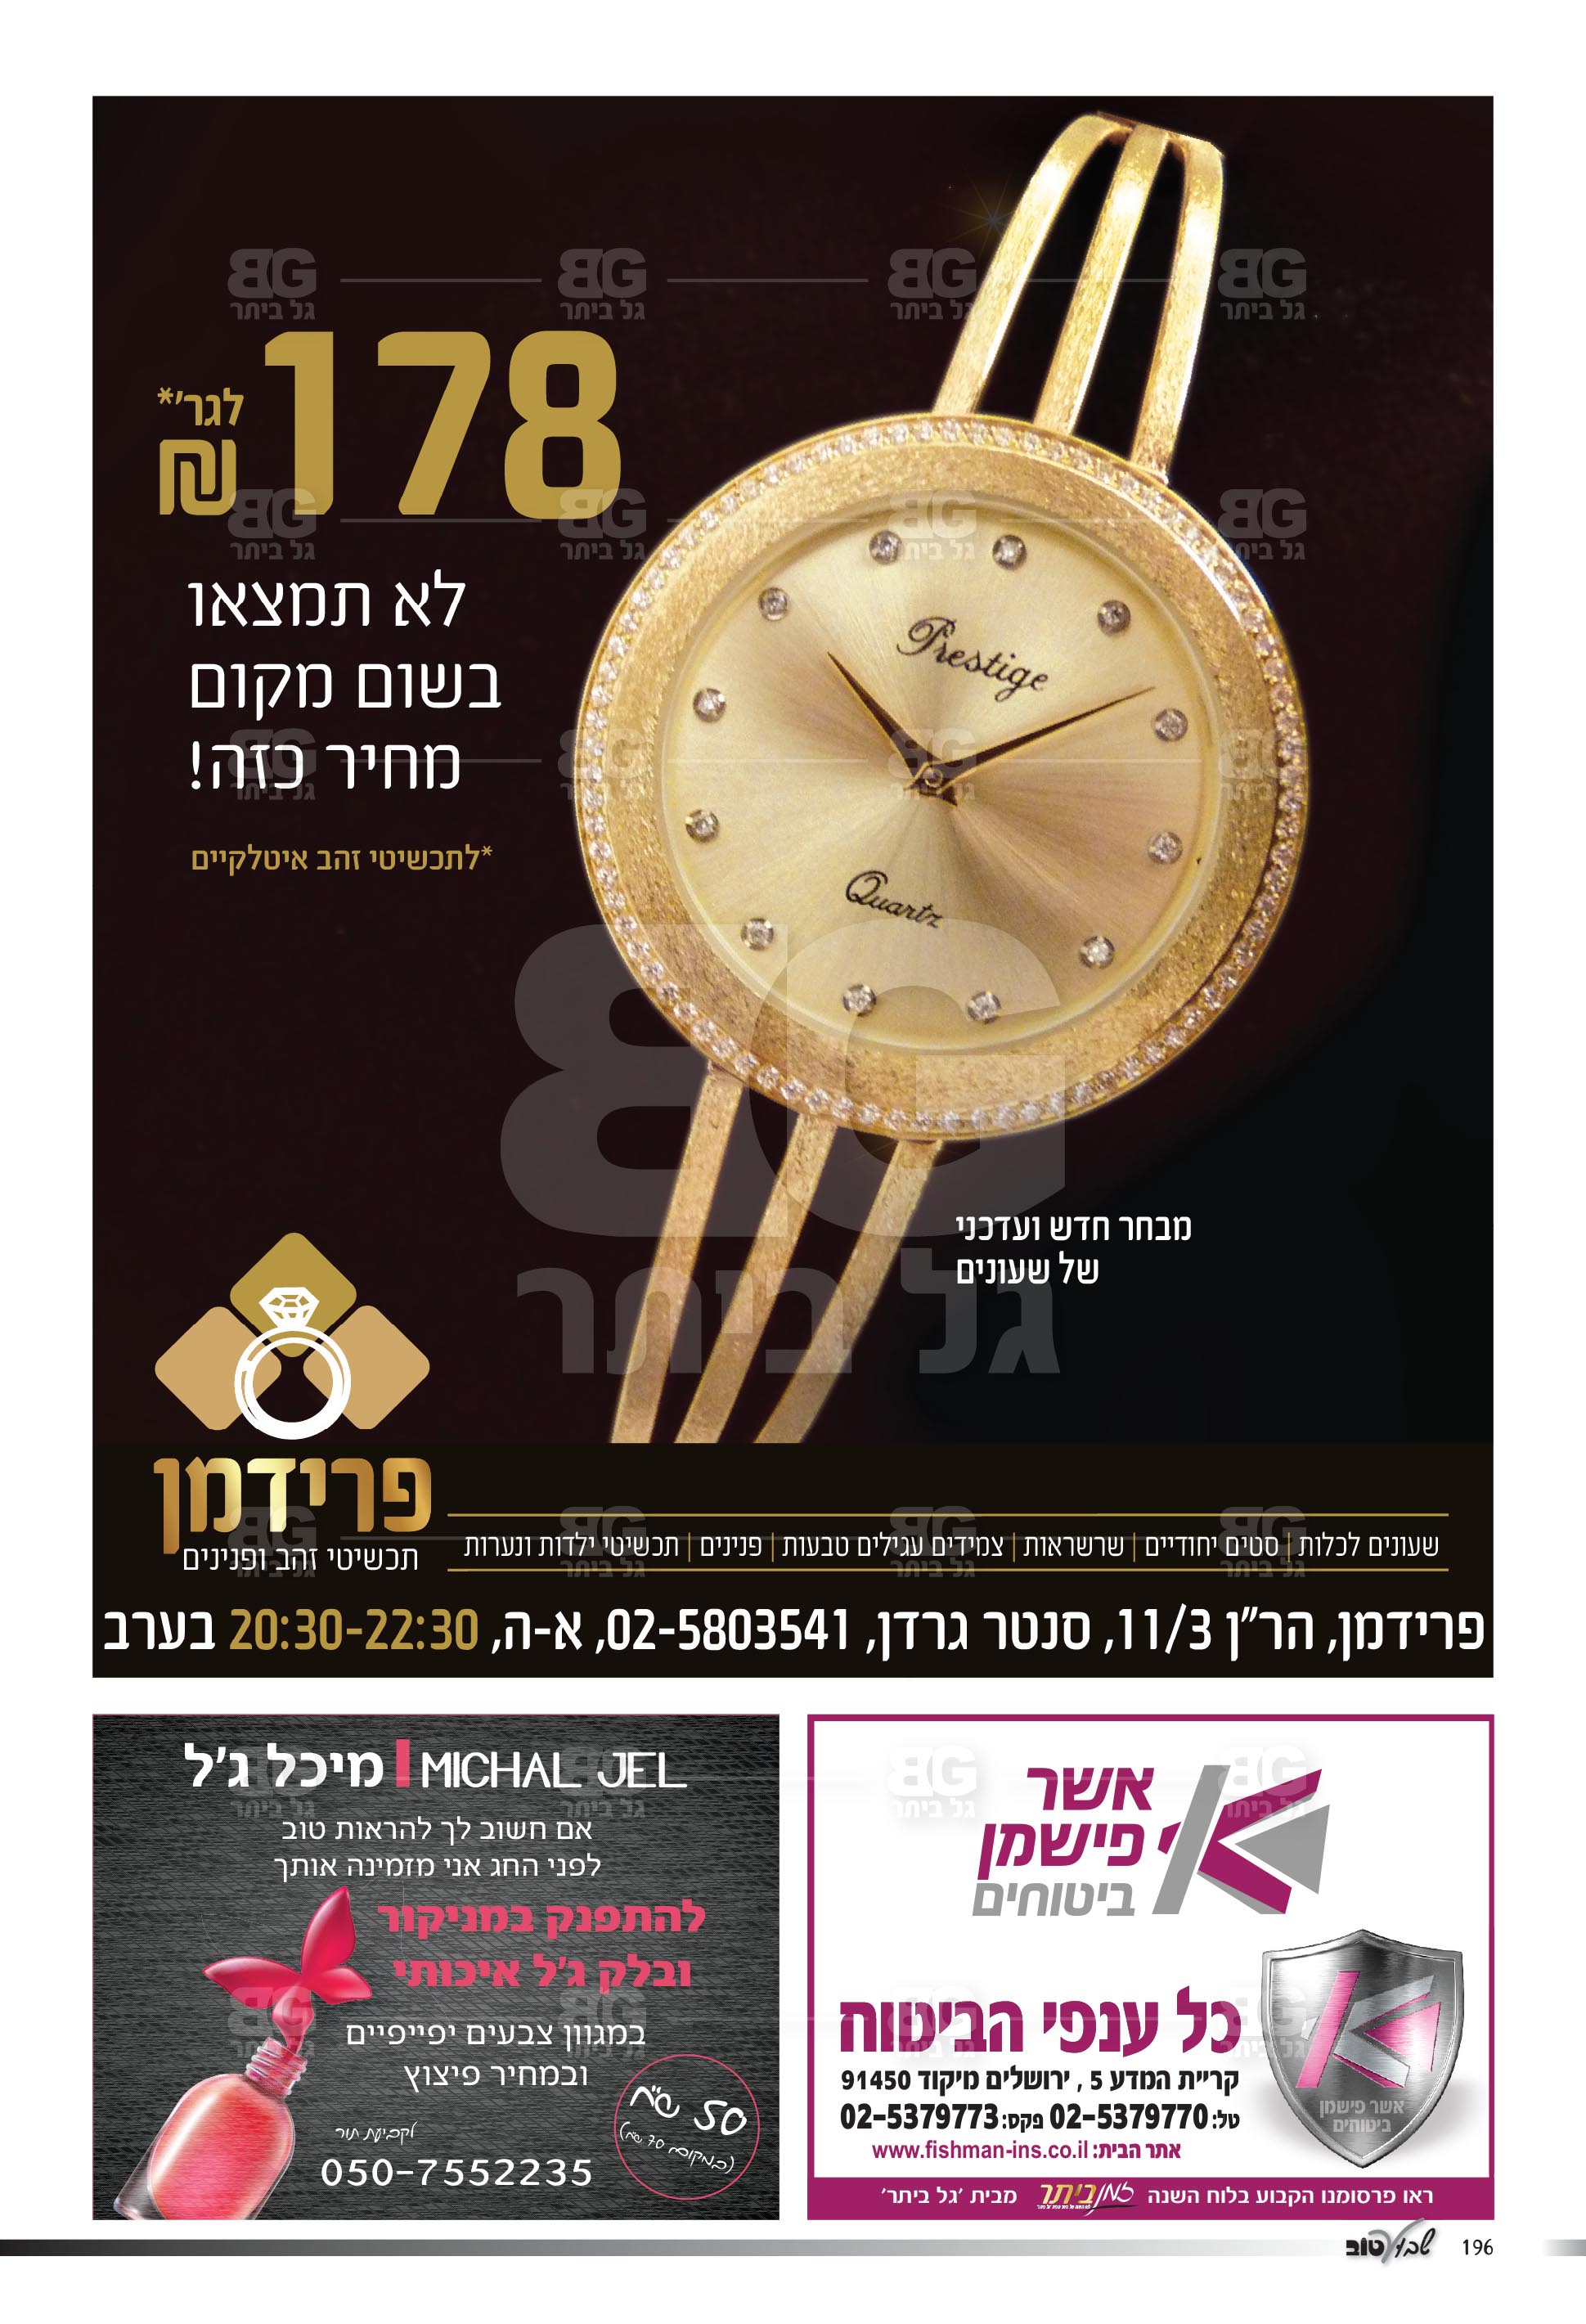 178 ₪ לגר'*
לא תמצאו
בשום מקום
מחיר כזה!
*לתכשיטי זהב איטלקיים
Prestige
Quartz
מבחר חדש ועדכני
של שעונים
פרידמן
תכשיטי זהב ופנינים
שעונים לכלות | סטים יחודיים | שרשראות | צמידים עגילים טבעות | פנינים | תכשיטי ילדות ונערות
פרידמן, הר"ן 11/3, סנטר גרדן, 02-5803541, א-ה, 20:30-22:30 בערב
אשר
פישמן
ביטוחים
כל ענפי הביטוח
קריית המדע 5, ירושלים מיקוד 91450
טל: 02-5379770 פקס: 02-5379773
אתר הבית: www.fishman-ins.co.il
אשר פישמן
ביטוחים
ראו פרסומנו הקבוע בלוח השנה זמן ביתר מבית 'גל ביתר'
מיכל ג'ל | MICHAL JEL
אם חשוב לך להראות טוב
לפני החג אני מזמינה אותך
להתפנק במניקור
ובלק ג'ל איכותי
במגוון צבעים יפייפיים
ובמחיר פיצוץ
50 ש"ח
(במקום 70 ש"ח)
לקביעת תור
050-7552235
שבוע טוב 196
BG
גל ביתר